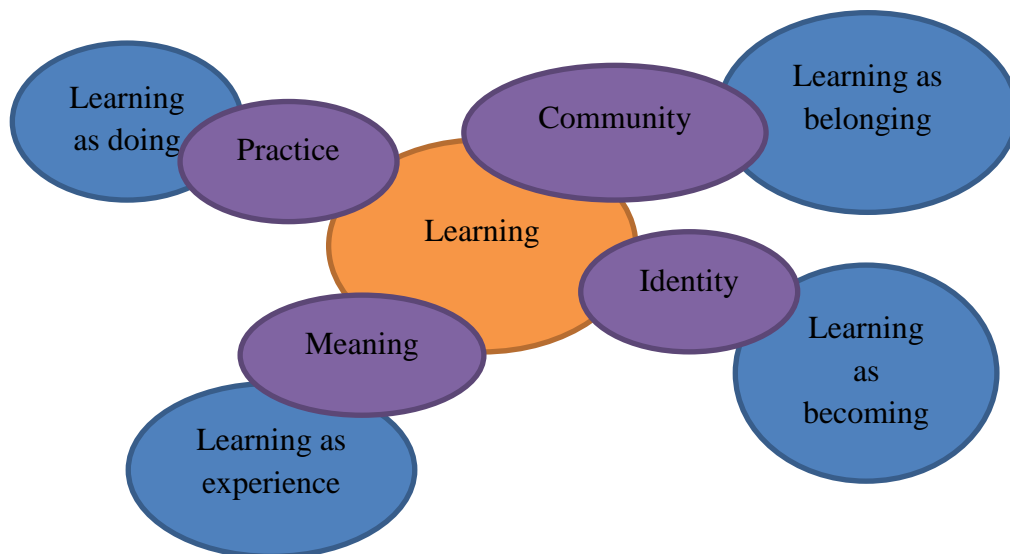 Learning
as doing
Practice
Community
Learning as
belonging
Learning
Identity
Meaning
Learning
as
becoming
Learning as
experience